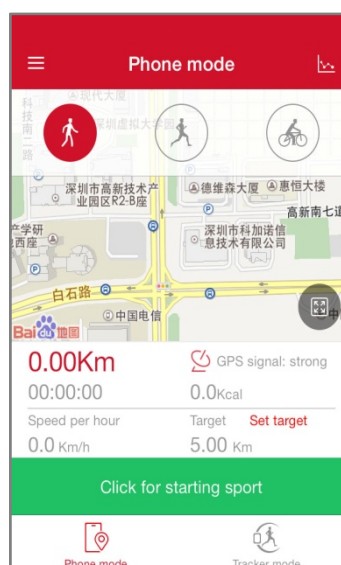 Phone mode
现代大厦
科技南二路
深圳虚拟大学园
深圳市高新技术产业园区R2-B座
德维森大厦
惠恒大楼
高新南七道
产学研
西座
深圳市科加诺信息技术有限公司
P
P
P
白石路
中国电信
Bai 地图
0.00Km
GPS signal: strong
00:00:00
0.0Kcal
Speed per hour
Target
Set target
0.0 Km/h
5.00 Km
Click for starting sport
Phone mode
Tracker mode